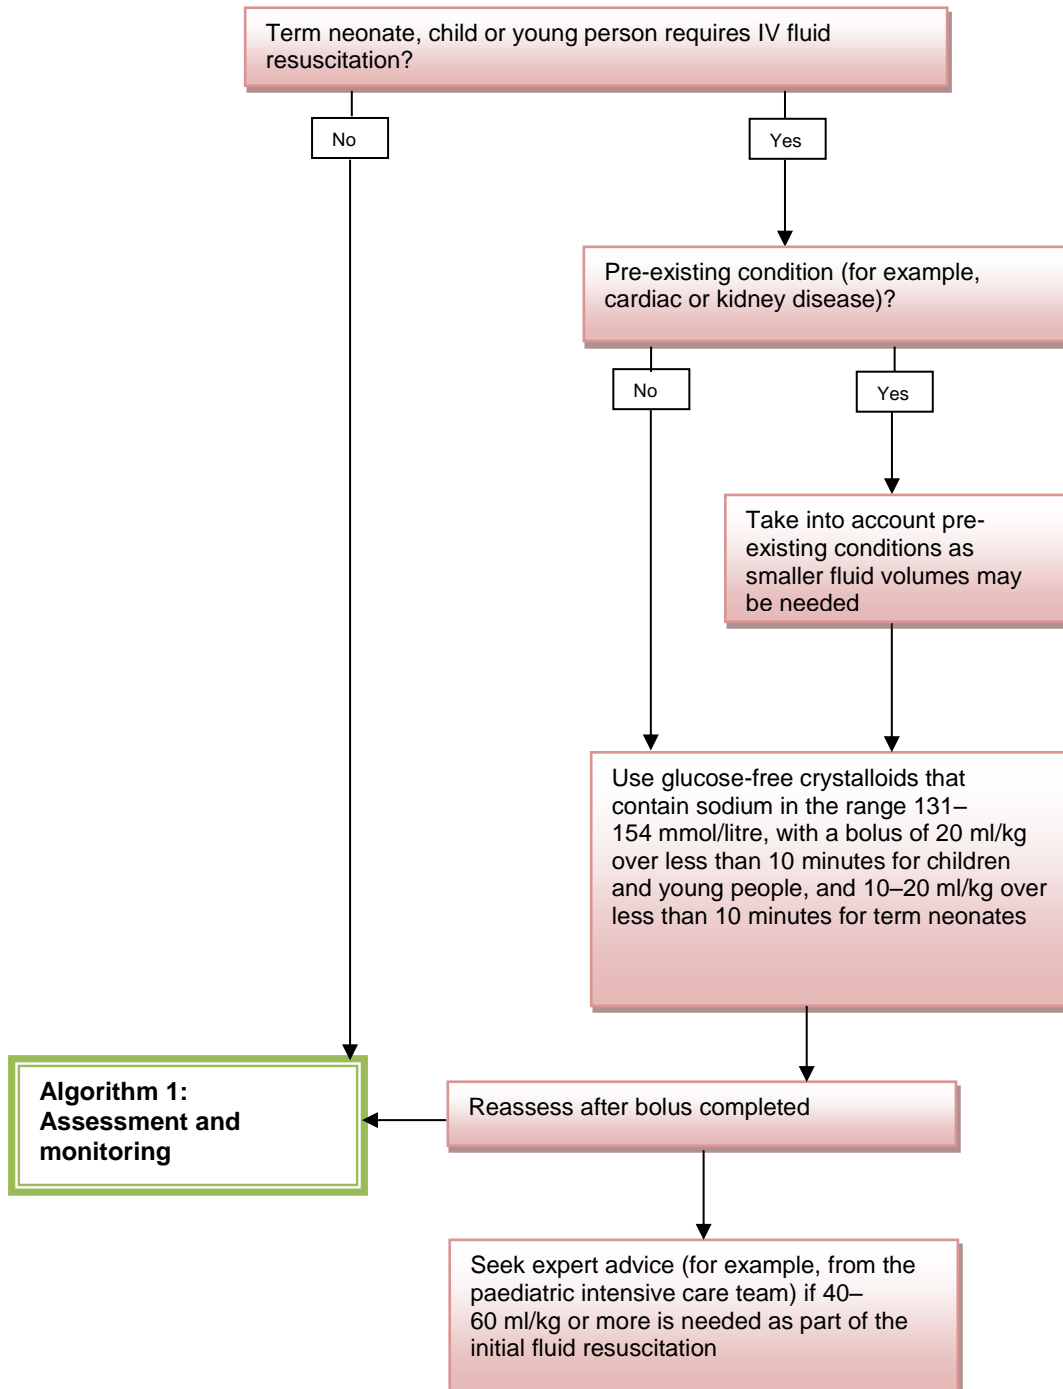 Term neonate, child or young person requires IV fluid
resuscitation?
No
Yes
Pre-existing condition (for example,
cardiac or kidney disease)?
No
Yes
Take into account pre-
existing conditions as
smaller fluid volumes may
be needed
Use glucose-free crystalloids that
contain sodium in the range 131–
154 mmol/litre, with a bolus of 20 ml/kg
over less than 10 minutes for children
and young people, and 10–20 ml/kg over
less than 10 minutes for term neonates
Algorithm 1:
Assessment and
monitoring
Reassess after bolus completed
Seek expert advice (for example, from the
paediatric intensive care team) if 40–
60 ml/kg or more is needed as part of the
initial fluid resuscitation